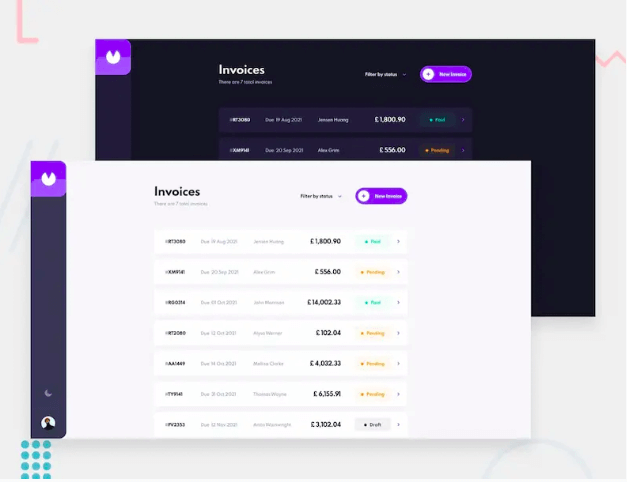 Invoices
There are 7 total invoices
Filter by status
New Invoice
#RT3080 Due 19 Aug 2021 Jensen Huang £1,800.90 Paid
#XM9141 Due 20 Sep 2021 Alex Grim £556.00 Pending
Invoices
There are 7 total invoices
Filter by status
New Invoice
#RT3080 Due 19 Aug 2021 Jensen Huang £1,800.90 Paid
#XM9141 Due 20 Sep 2021 Alex Grim £556.00 Pending
#RG0314 Due 01 Oct 2021 John Morrison £14,002.33 Paid
#RT2080 Due 12 Oct 2021 Alysa Werner £102.04 Pending
#AA1449 Due 14 Oct 2021 Mellisa Clarke £4,032.33 Pending
#TY9141 Due 31 Oct 2021 Thomas Wayne £6,155.91 Pending
#FV2353 Due 12 Nov 2021 Anita Wainwright £3,102.04 Draft